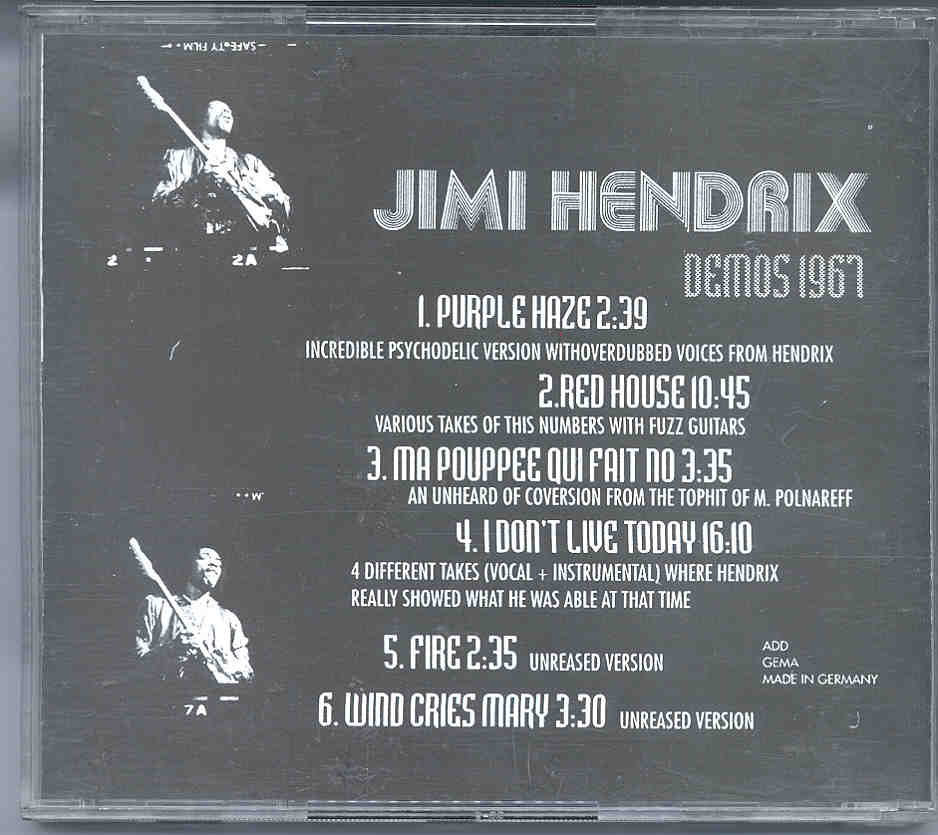 SAFETY FILM
2
2A
JIMI HENDRIX
DEMOS 1967
1. PURPLE HAZE 2:39
INCREDIBLE PSYCHODELIC VERSION WITHOVERDUBBED VOICES FROM HENDRIX
2.RED HOUSE 10:45
VARIOUS TAKES OF THIS NUMBERS WITH FUZZ GUITARS
3. MA POUPPEE QUI FAIT NO 3:35
AN UNHEARD OF COVERSION FROM THE TOPHIT OF M. POLNAREFF
4. I DON'T LIVE TODAY 16:10
4 DIFFERENT TAKES (VOCAL + INSTRUMENTAL) WHERE HENDRIX
REALLY SHOWED WHAT HE WAS ABLE AT THAT TIME
5. FIRE 2:35 UNREASED VERSION
6. WIND CRIES MARY 3:30 UNREASED VERSION
ADD
GEMA
MADE IN GERMANY
7A